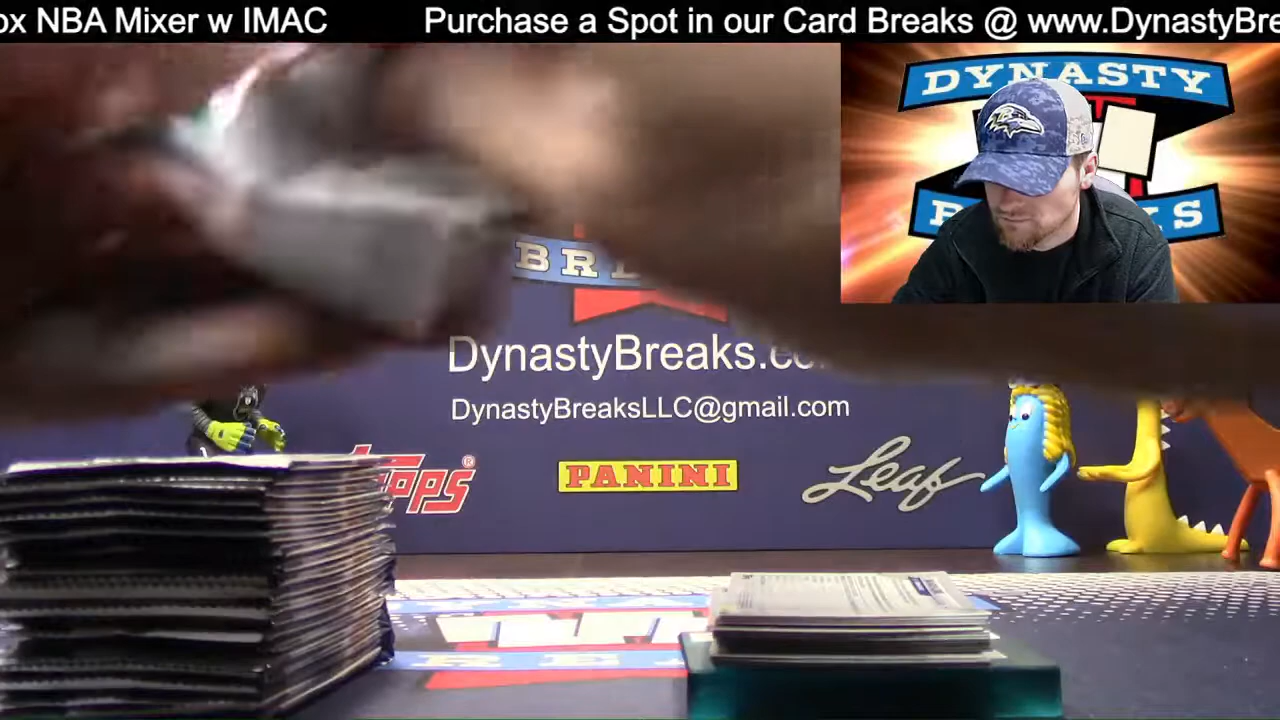 ox NBA Mixer w IMAC Purchase a Spot in our Card Breaks @ www.DynastyBre
DYNASTY
DynastyBreaks.co
DynastyBreaksLLC@gmail.com
Topps
PANINI
Leaf